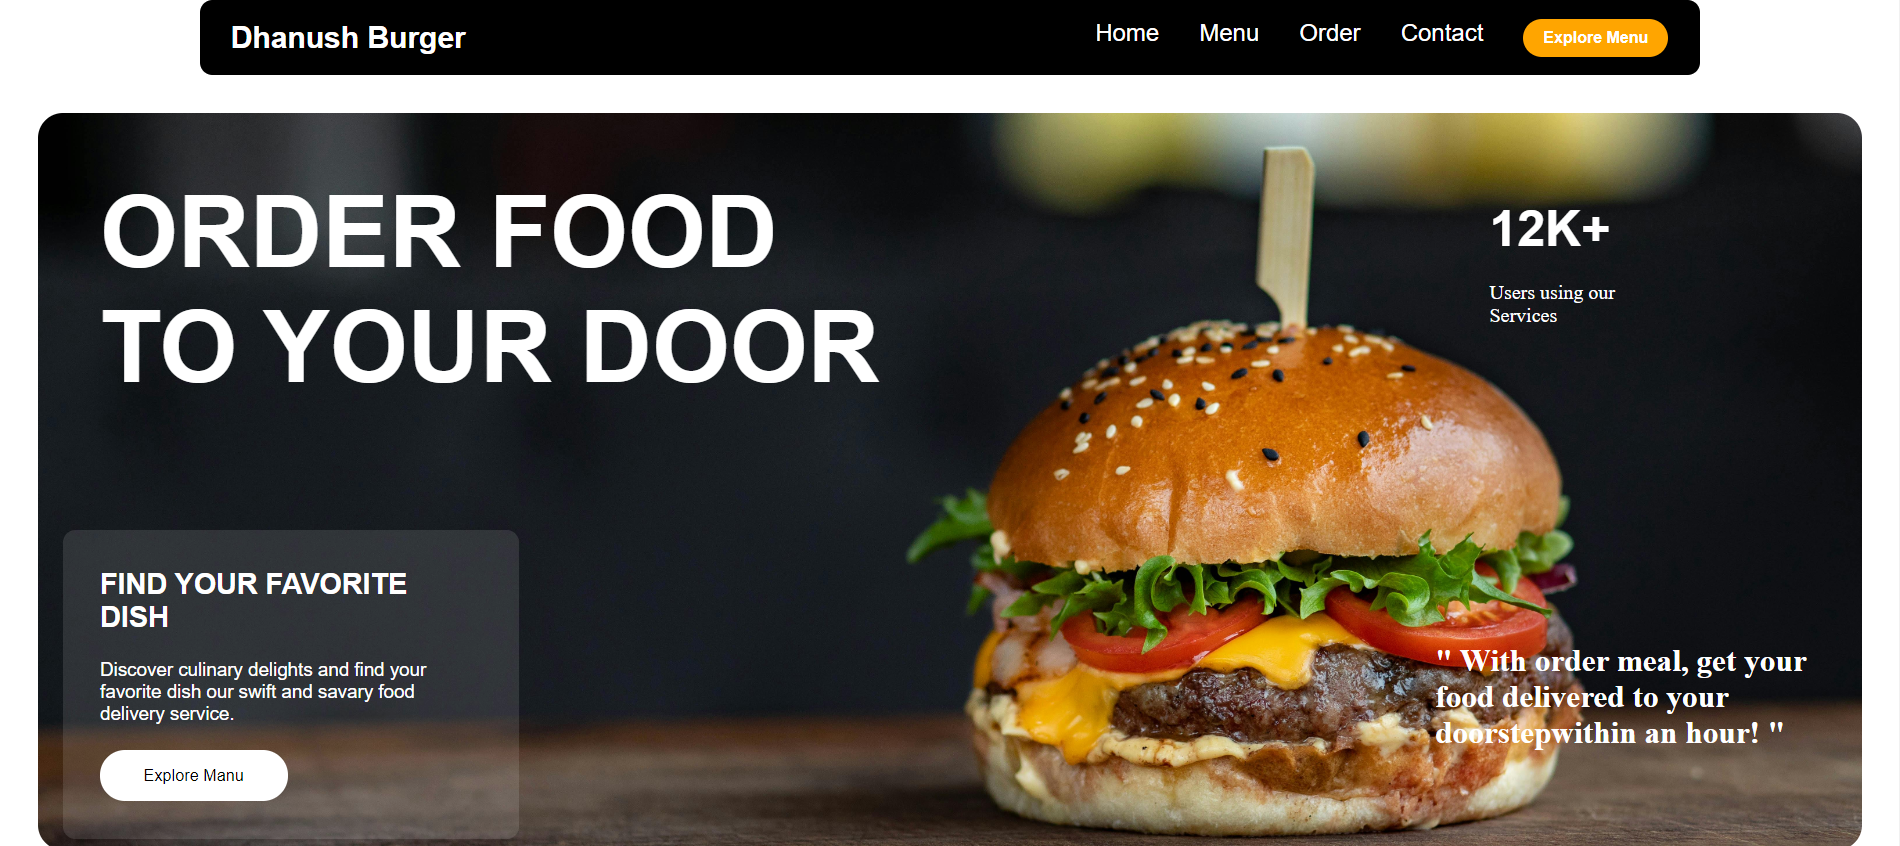 Dhanush Burger
Home Menu Order Contact Explore Menu
ORDER FOOD
TO YOUR DOOR
12K+
Users using our
Services
FIND YOUR FAVORITE
DISH
Discover culinary delights and find your
favorite dish our swift and savary food
delivery service.
Explore Manu
" With order meal, get your
food delivered to your
doorstepwithin an hour! "